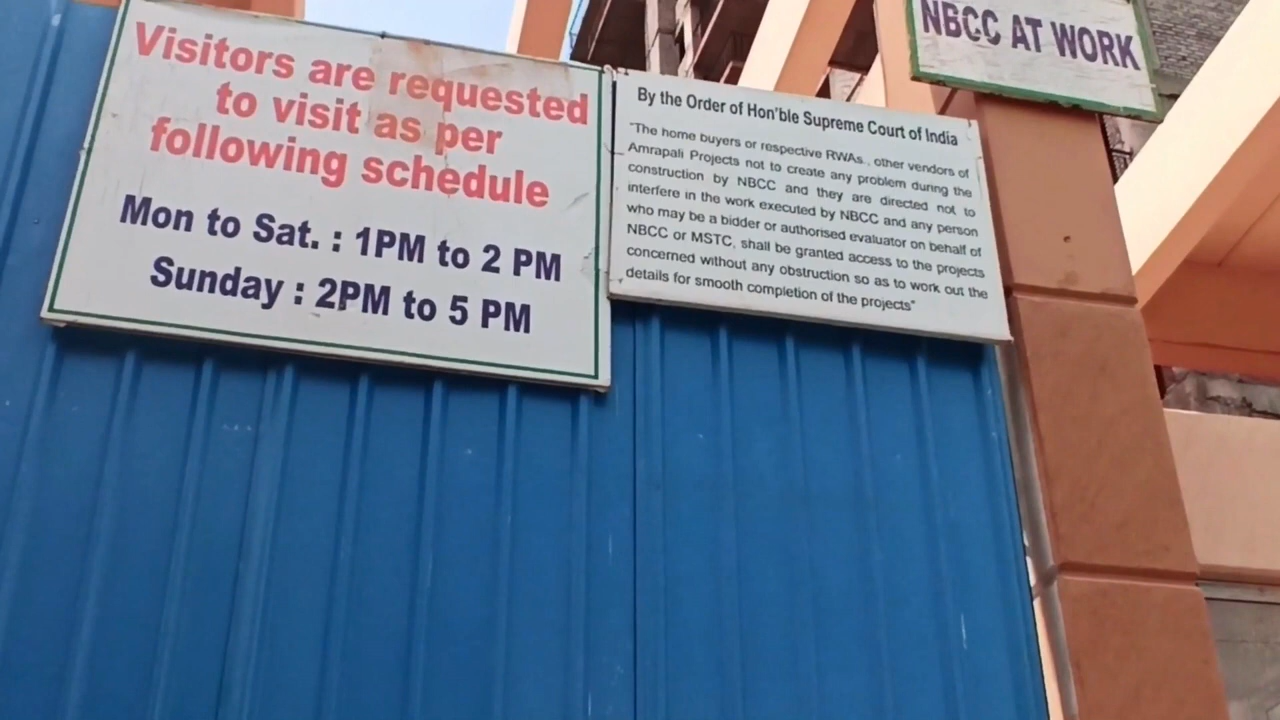 Visitors are requested
to visit as per
following schedule
Mon to Sat. : 1PM to 2 PM
Sunday : 2PM to 5 PM
By the Order of Hon'ble Supreme Court of India
"The home buyers or respective RWAs., other vendors of
Amrapali Projects not to create any problem during the
construction by NBCC and they are directed not to
interfere in the work executed by NBCC and any person
who may be a bidder or authorised evaluator on behalf of
NBCC or MSTC, shall be granted access to the projects
concerned without any obstruction so as to work out the
details for smooth completion of the projects"
NBCC AT WORK